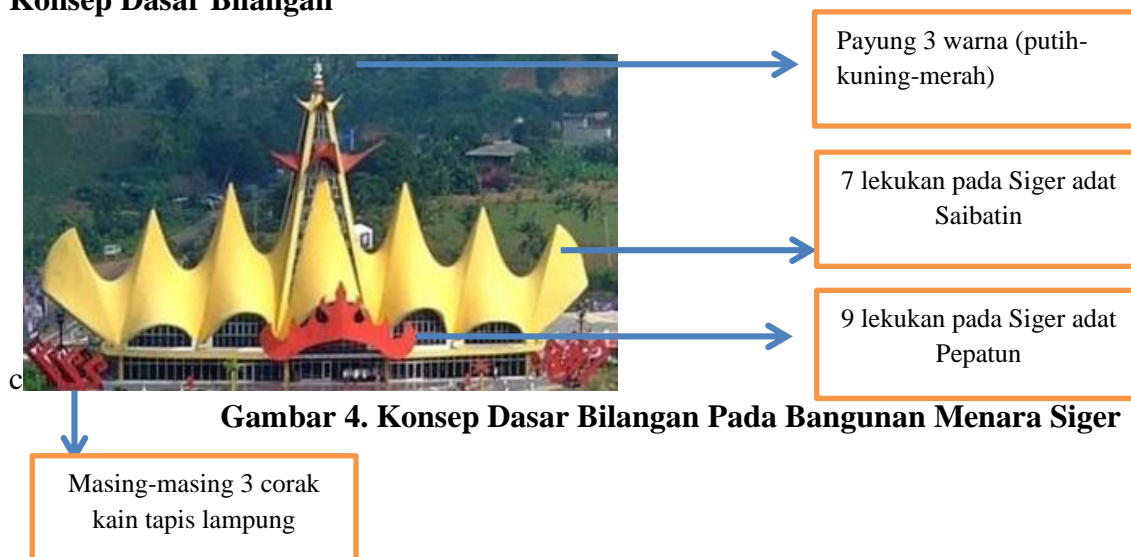 Konsep Dasar Bilangan
Payung 3 warna (putih-
kuning-merah)
7 lekukan pada Siger adat
Saibatin
9 lekukan pada Siger adat
Pepatun
c
Gambar 4. Konsep Dasar Bilangan Pada Bangunan Menara Siger
Masing-masing 3 corak
kain tapis lampung